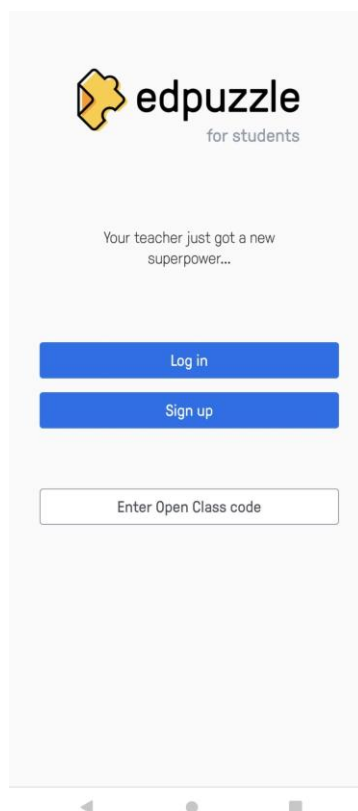 edpuzzle
for students
Your teacher just got a new
superpower...
Log in
Sign up
Enter Open Class code